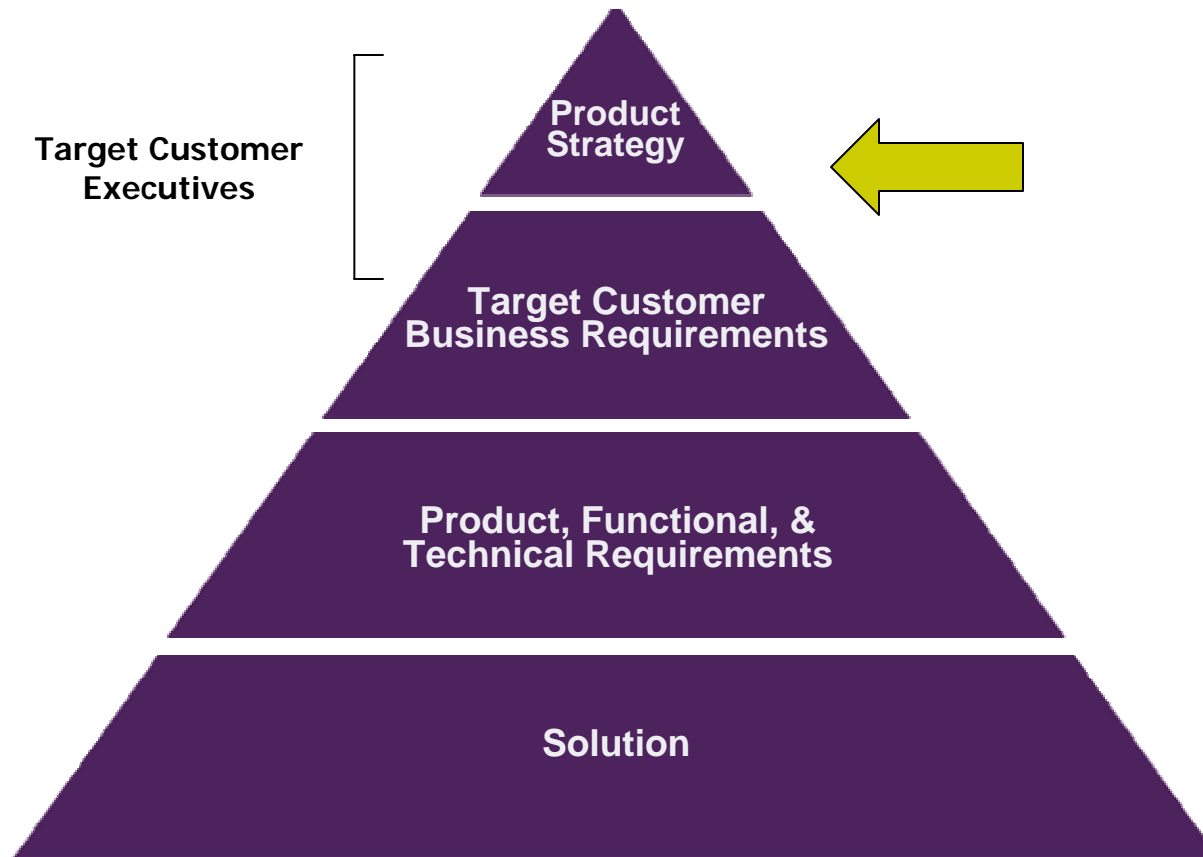 Product
Strategy
Target Customer
Executives
Target Customer
Business Requirements
Product, Functional, &
Technical Requirements
Solution